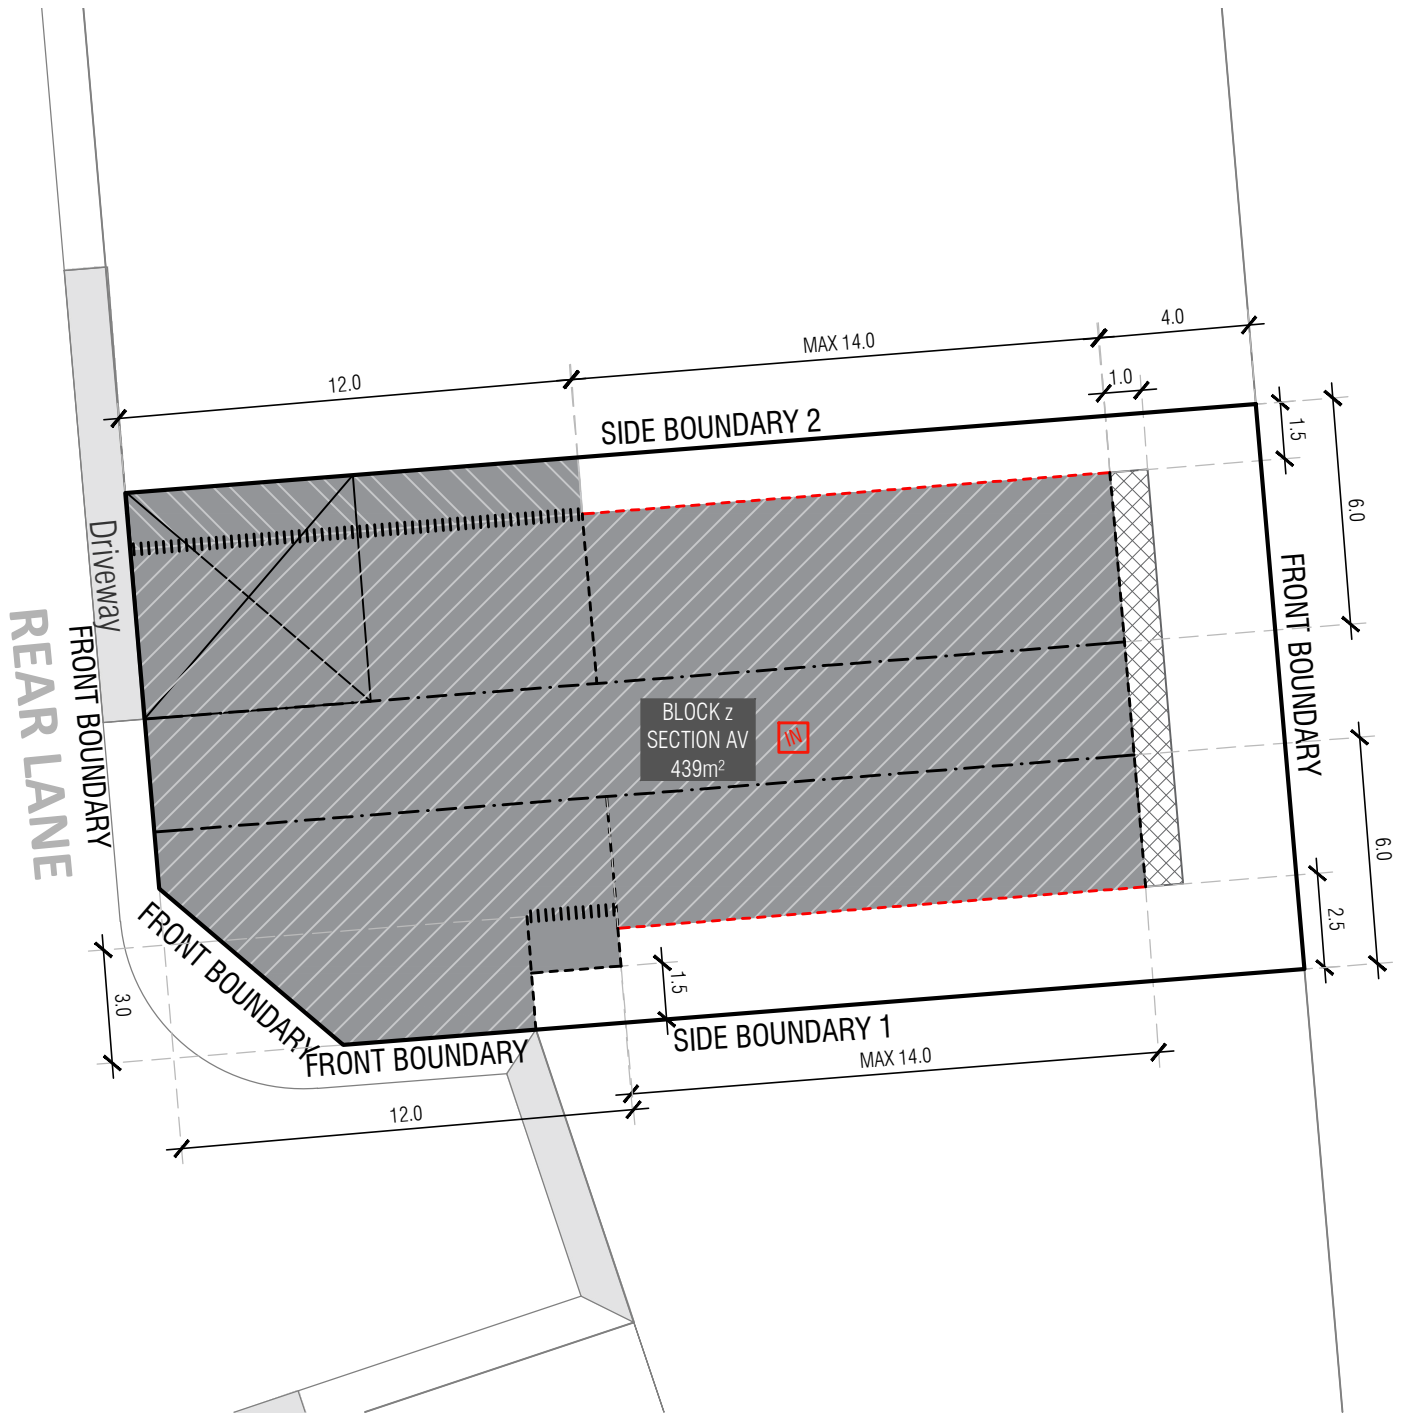 4.0
MAX 14.0
12.0
1.0
SIDE BOUNDARY 2
1.5
6.0
Driveway
FRONT BOUNDARY
REAR LANE
FRONT BOUNDARY
BLOCK z
SECTION AV
439m²
IN
6.0
2.5
FRONT BOUNDARY
3.0
1.5
FRONT BOUNDARY
SIDE BOUNDARY 1
MAX 14.0
12.0